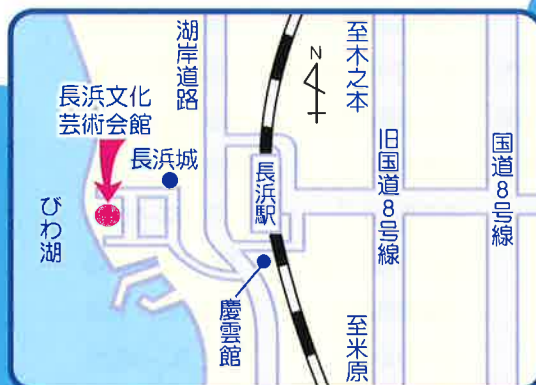 湖岸道路
N
至木之本
長浜文化
芸術会館
長浜城
長浜駅
旧国道8号線
国道8号線
びわ湖
慶雲館
至米原